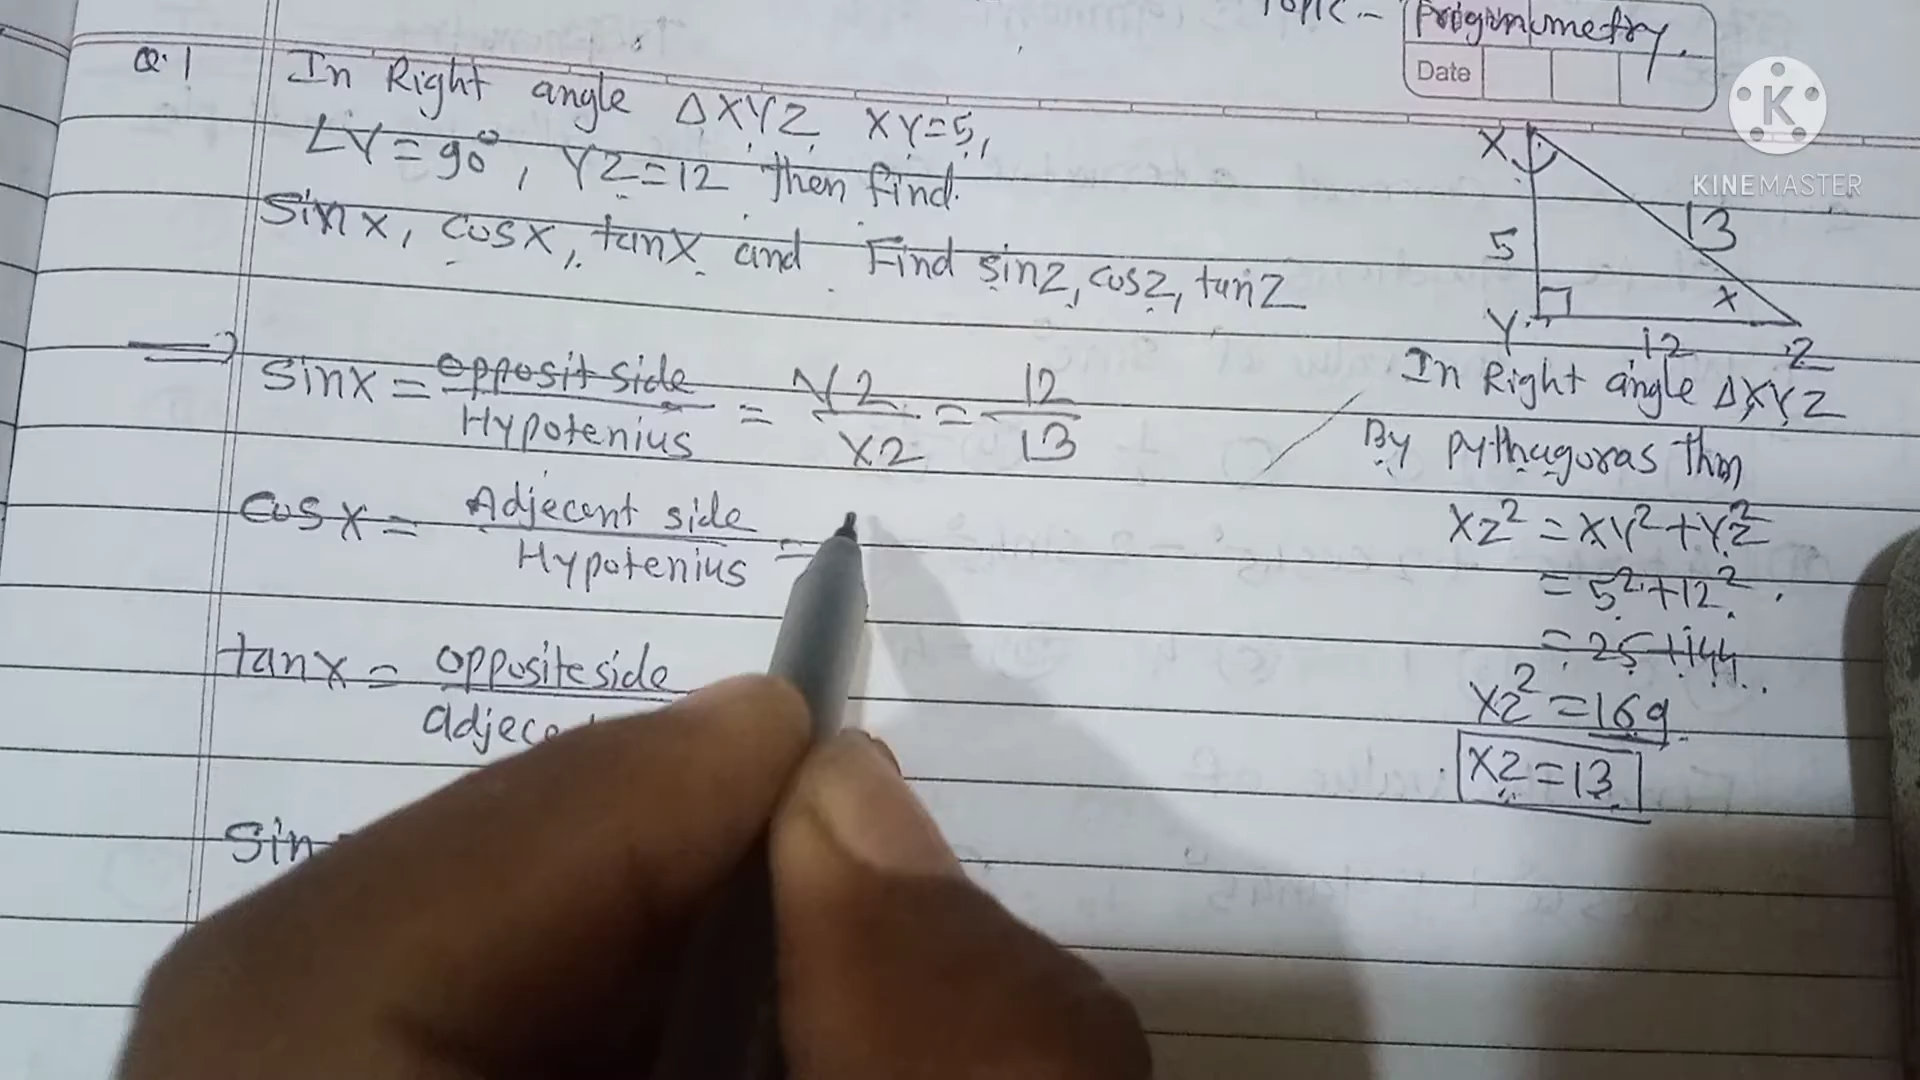 Topic - Trigonometry.
Date
KINEMASTER
Q.1 In Right angle ΔXYZ XY=5,
∠Y=90°, YZ=12 then find.
sinx, cosx, tanx and Find sinz, cosz, tanz
X
13
5
x
Y
12
Z
sinx = opposit side / Hypotenius = YZ / XZ = 12 / 13
cosx = Adjecent side / Hypotenius =
tanx = opposite side
Sin
In Right angle ΔXYZ
By pythagoras thm
XZ² = XY² + YZ²
= 5² + 12²
= 25 + 144
XZ² = 169
XZ = 13